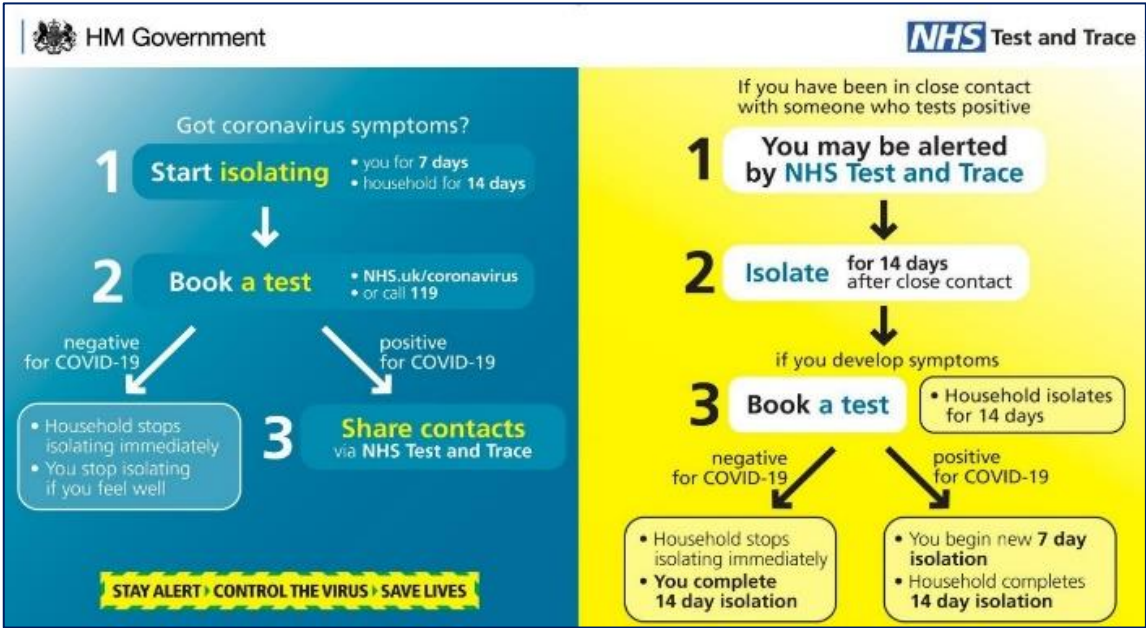 HM Government
NHS Test and Trace
Got coronavirus symptoms?
1
Start isolating
• you for 7 days
• household for 14 days
2
Book a test
• NHS.uk/coronavirus
• or call 119
negative
for COVID-19
positive
for COVID-19
• Household stops
isolating immediately
• You stop isolating
if you feel well
3
Share contacts
via NHS Test and Trace
STAY ALERT CONTROL THE VIRUS SAVE LIVES
If you have been in close contact
with someone who tests positive
1
You may be alerted
by NHS Test and Trace
2
Isolate
for 14 days
after close contact
if you develop symptoms
3
Book a test
• Household isolates
for 14 days
negative
for COVID-19
positive
for COVID-19
• Household stops
isolating immediately
• You complete
14 day isolation
• You begin new 7 day
isolation
• Household completes
14 day isolation